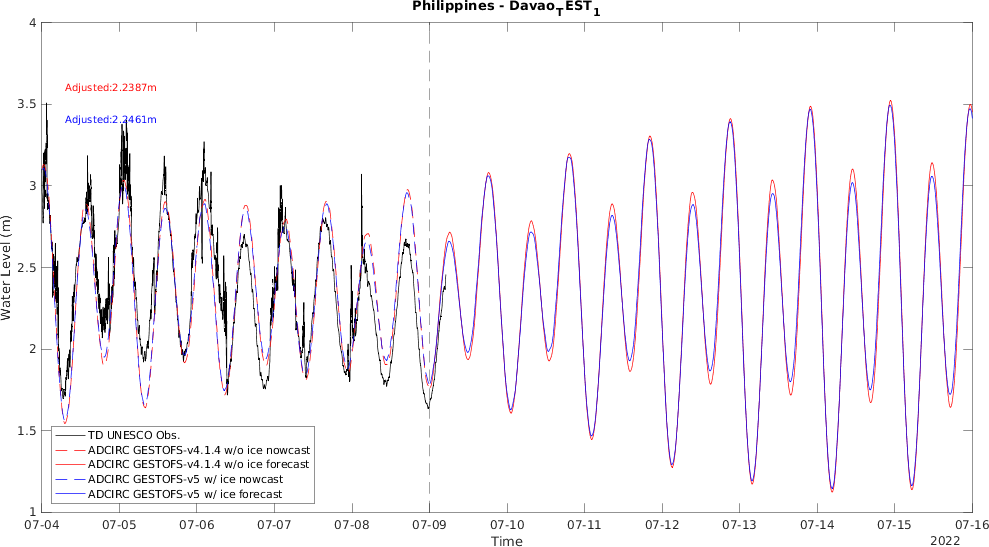 Philippines - Davao_TEST_1
4
3.5
3
2.5
2
1.5
1
Water Level (m)
Adjusted:2.2387m
Adjusted:2.2461m
TD UNESCO Obs.
ADCIRC GESTOFS-v4.1.4 w/o ice nowcast
ADCIRC GESTOFS-v4.1.4 w/o ice forecast
ADCIRC GESTOFS-v5 w/ ice nowcast
ADCIRC GESTOFS-v5 w/ ice forecast
07-04 07-05 07-06 07-07 07-08 07-09 07-10 07-11 07-12 07-13 07-14 07-15 07-16
Time
2022